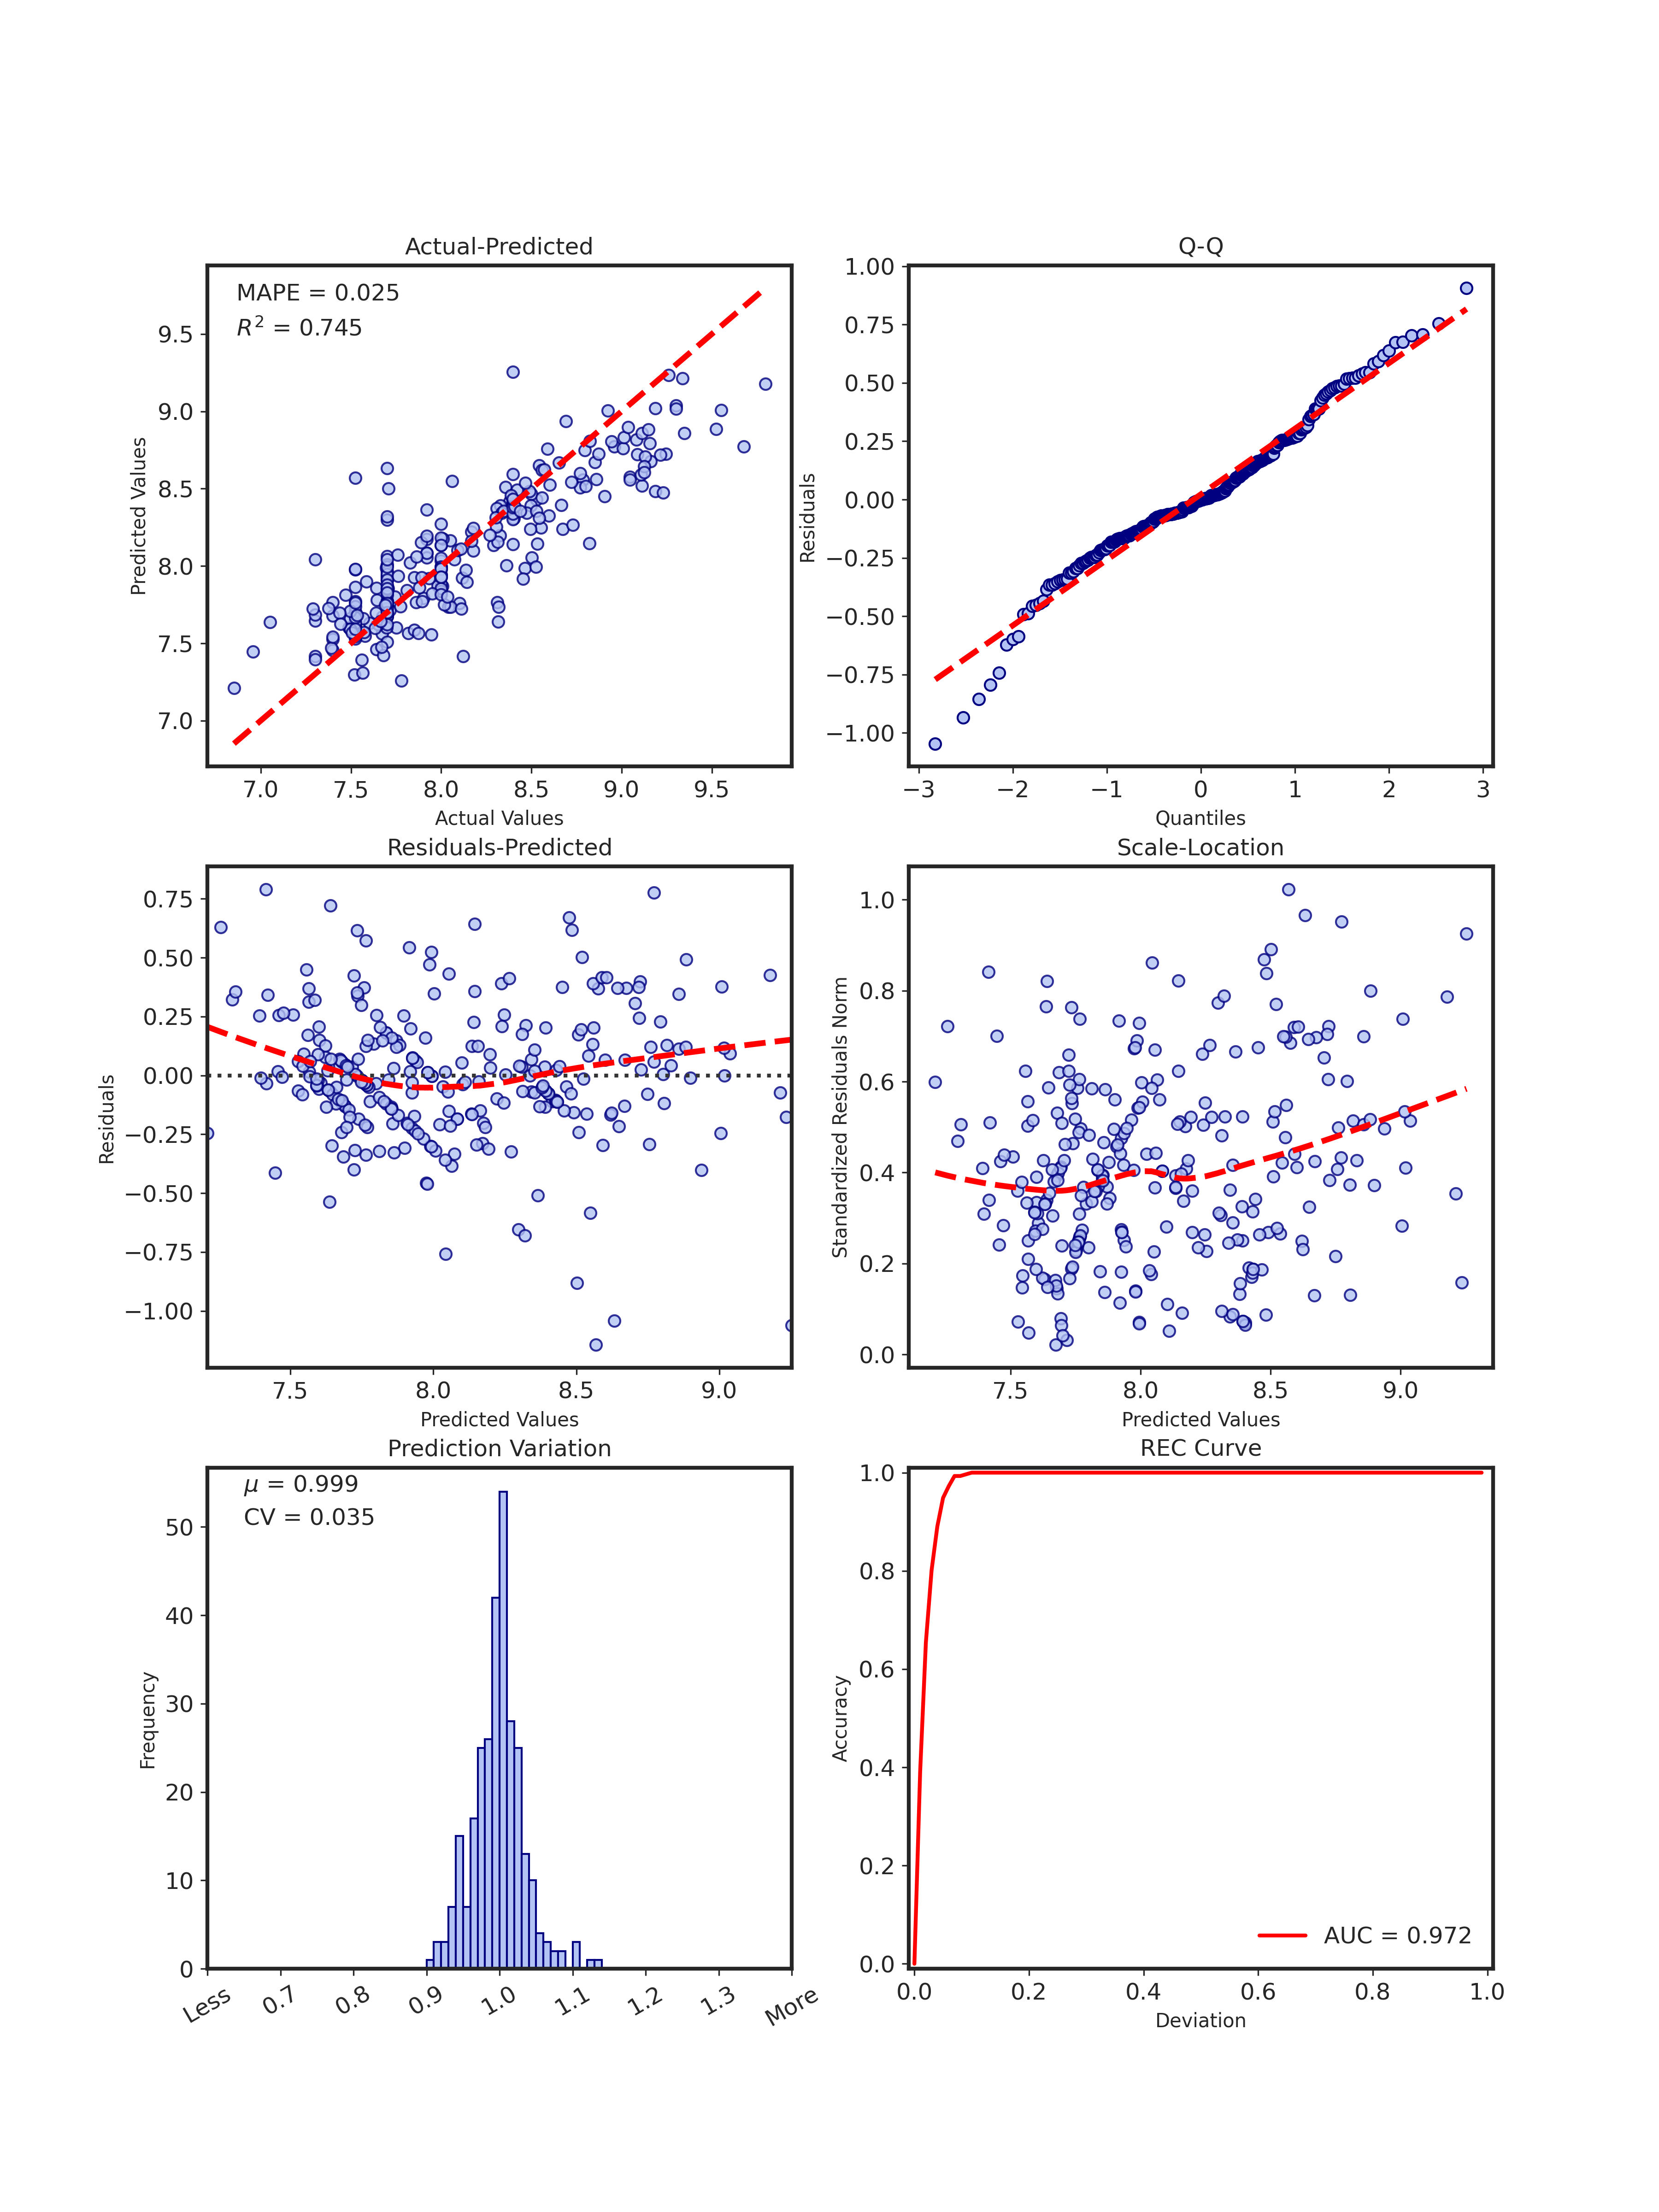 Actual-Predicted
MAPE = 0.025
R² = 0.745
9.5
9.0
8.5
8.0
7.5
7.0
Predicted Values
7.0 7.5 8.0 8.5 9.0 9.5
Actual Values
Q-Q
1.00
0.75
0.50
0.25
0.00
−0.25
−0.50
−0.75
−1.00
Residuals
−3 −2 −1 0 1 2 3
Quantiles
Residuals-Predicted
0.75
0.50
0.25
0.00
−0.25
−0.50
−0.75
−1.00
Residuals
7.5 8.0 8.5 9.0
Predicted Values
Scale-Location
1.0
0.8
0.6
0.4
0.2
0.0
Standardized Residuals Norm
7.5 8.0 8.5 9.0
Predicted Values
Prediction Variation
μ = 0.999
CV = 0.035
50
40
30
20
10
0
Frequency
Less 0.7 0.8 0.9 1.0 1.1 1.2 1.3 More
REC Curve
1.0
0.8
0.6
0.4
0.2
0.0
Accuracy
AUC = 0.972
0.0 0.2 0.4 0.6 0.8 1.0
Deviation